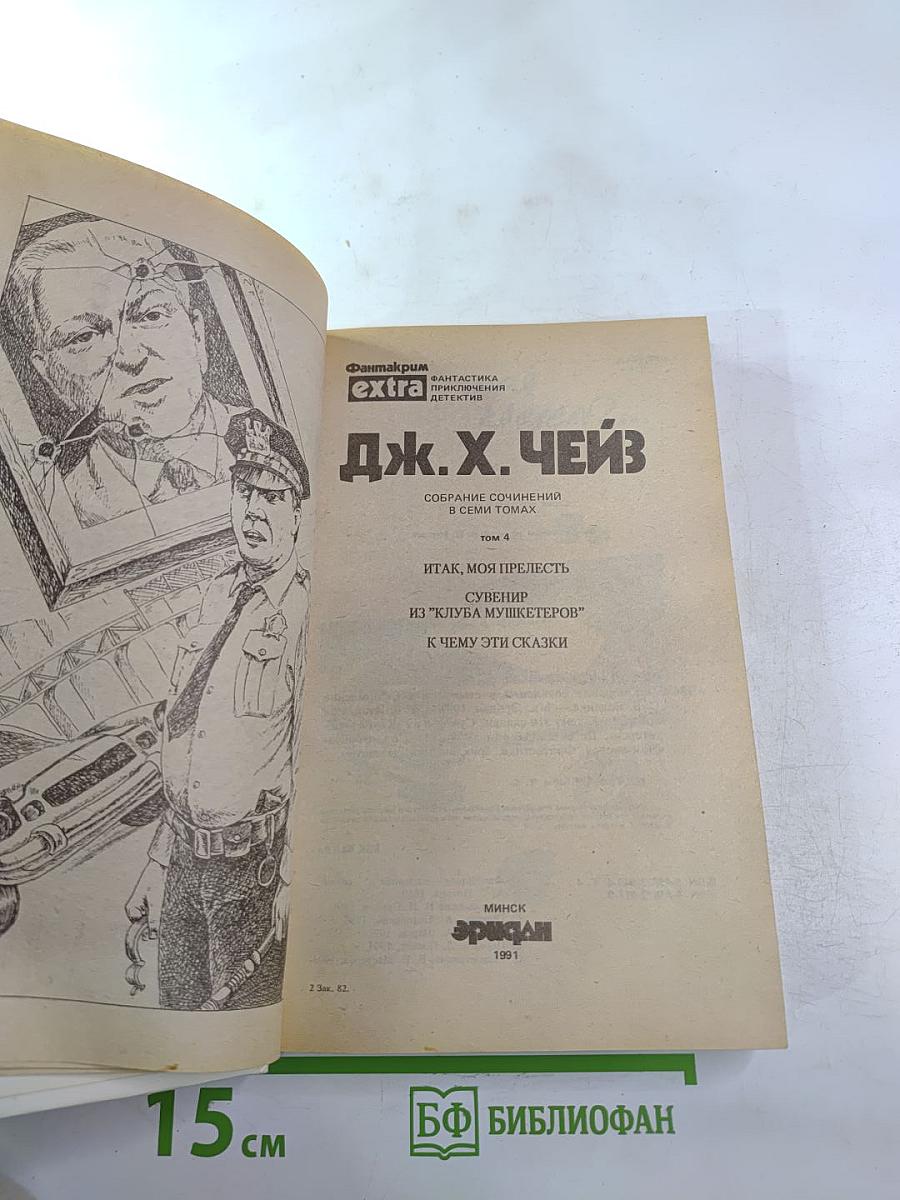 Фантакрим
extra
ФАНТАСТИКА
ПРИКЛЮЧЕНИЯ
ДЕТЕКТИВ
ДЖ. Х. ЧЕЙЗ
СОБРАНИЕ СОЧИНЕНИЙ
В СЕМИ ТОМАХ
том 4
ИТАК, МОЯ ПРЕЛЕСТЬ
СУВЕНИР
ИЗ "КЛУБА МУШКЕТЕРОВ"
К ЧЕМУ ЭТИ СКАЗКИ
МИНСК
эридан
1991
2 Зак. 82.
15 см
БФ БИБЛИОФАН